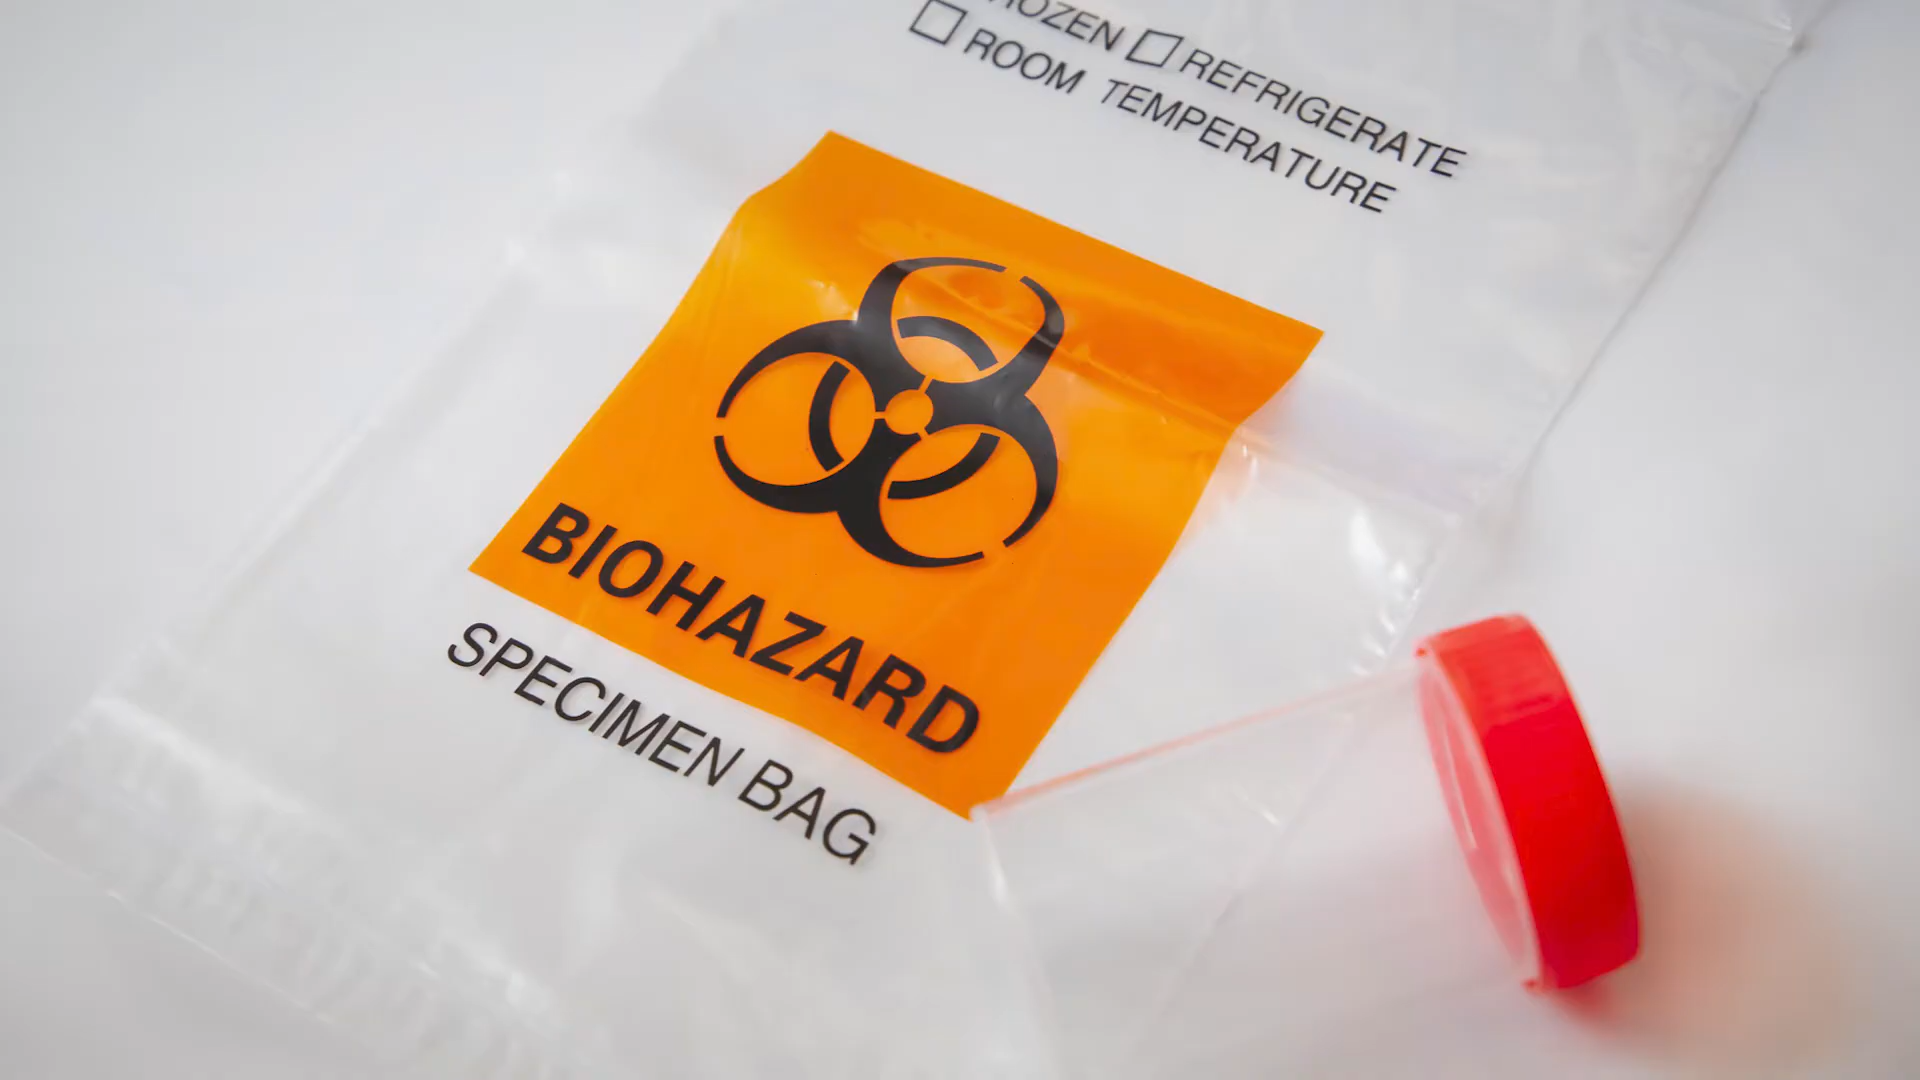 ☐ REFRIGERATE
☐ ROOM TEMPERATURE
BIOHAZARD
SPECIMEN BAG